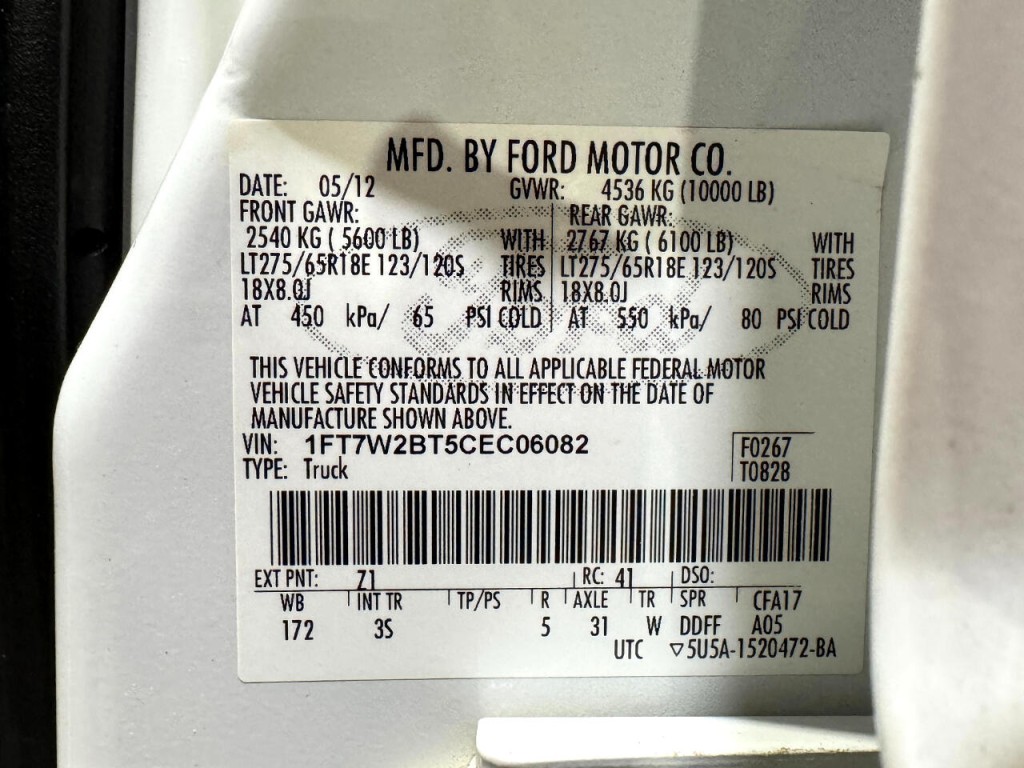 MFD. BY FORD MOTOR CO.
DATE: 05/12 GVWR: 4536 KG (10000 LB)
FRONT GAWR: REAR GAWR:
2540 KG ( 5600 LB) WITH 2767 KG ( 6100 LB) WITH
LT275/65R18E 123/120S TIRES LT275/65R18E 123/120S TIRES
18X8.0J RIMS 18X8.0J RIMS
AT 450 kPa/ 65 PSI COLD AT 550 kPa/ 80 PSI COLD
THIS VEHICLE CONFORMS TO ALL APPLICABLE FEDERAL MOTOR
VEHICLE SAFETY STANDARDS IN EFFECT ON THE DATE OF
MANUFACTURE SHOWN ABOVE.
VIN: 1FT7W2BT5CEC06082 F0267
TYPE: Truck T0828
EXT PNT: Z1 RC: 41 DSO:
WB INT TR TP/PS R AXLE TR SPR CFA17
172 3S 5 31 W DDFF A05
UTC ▽5U5A-1520472-BA